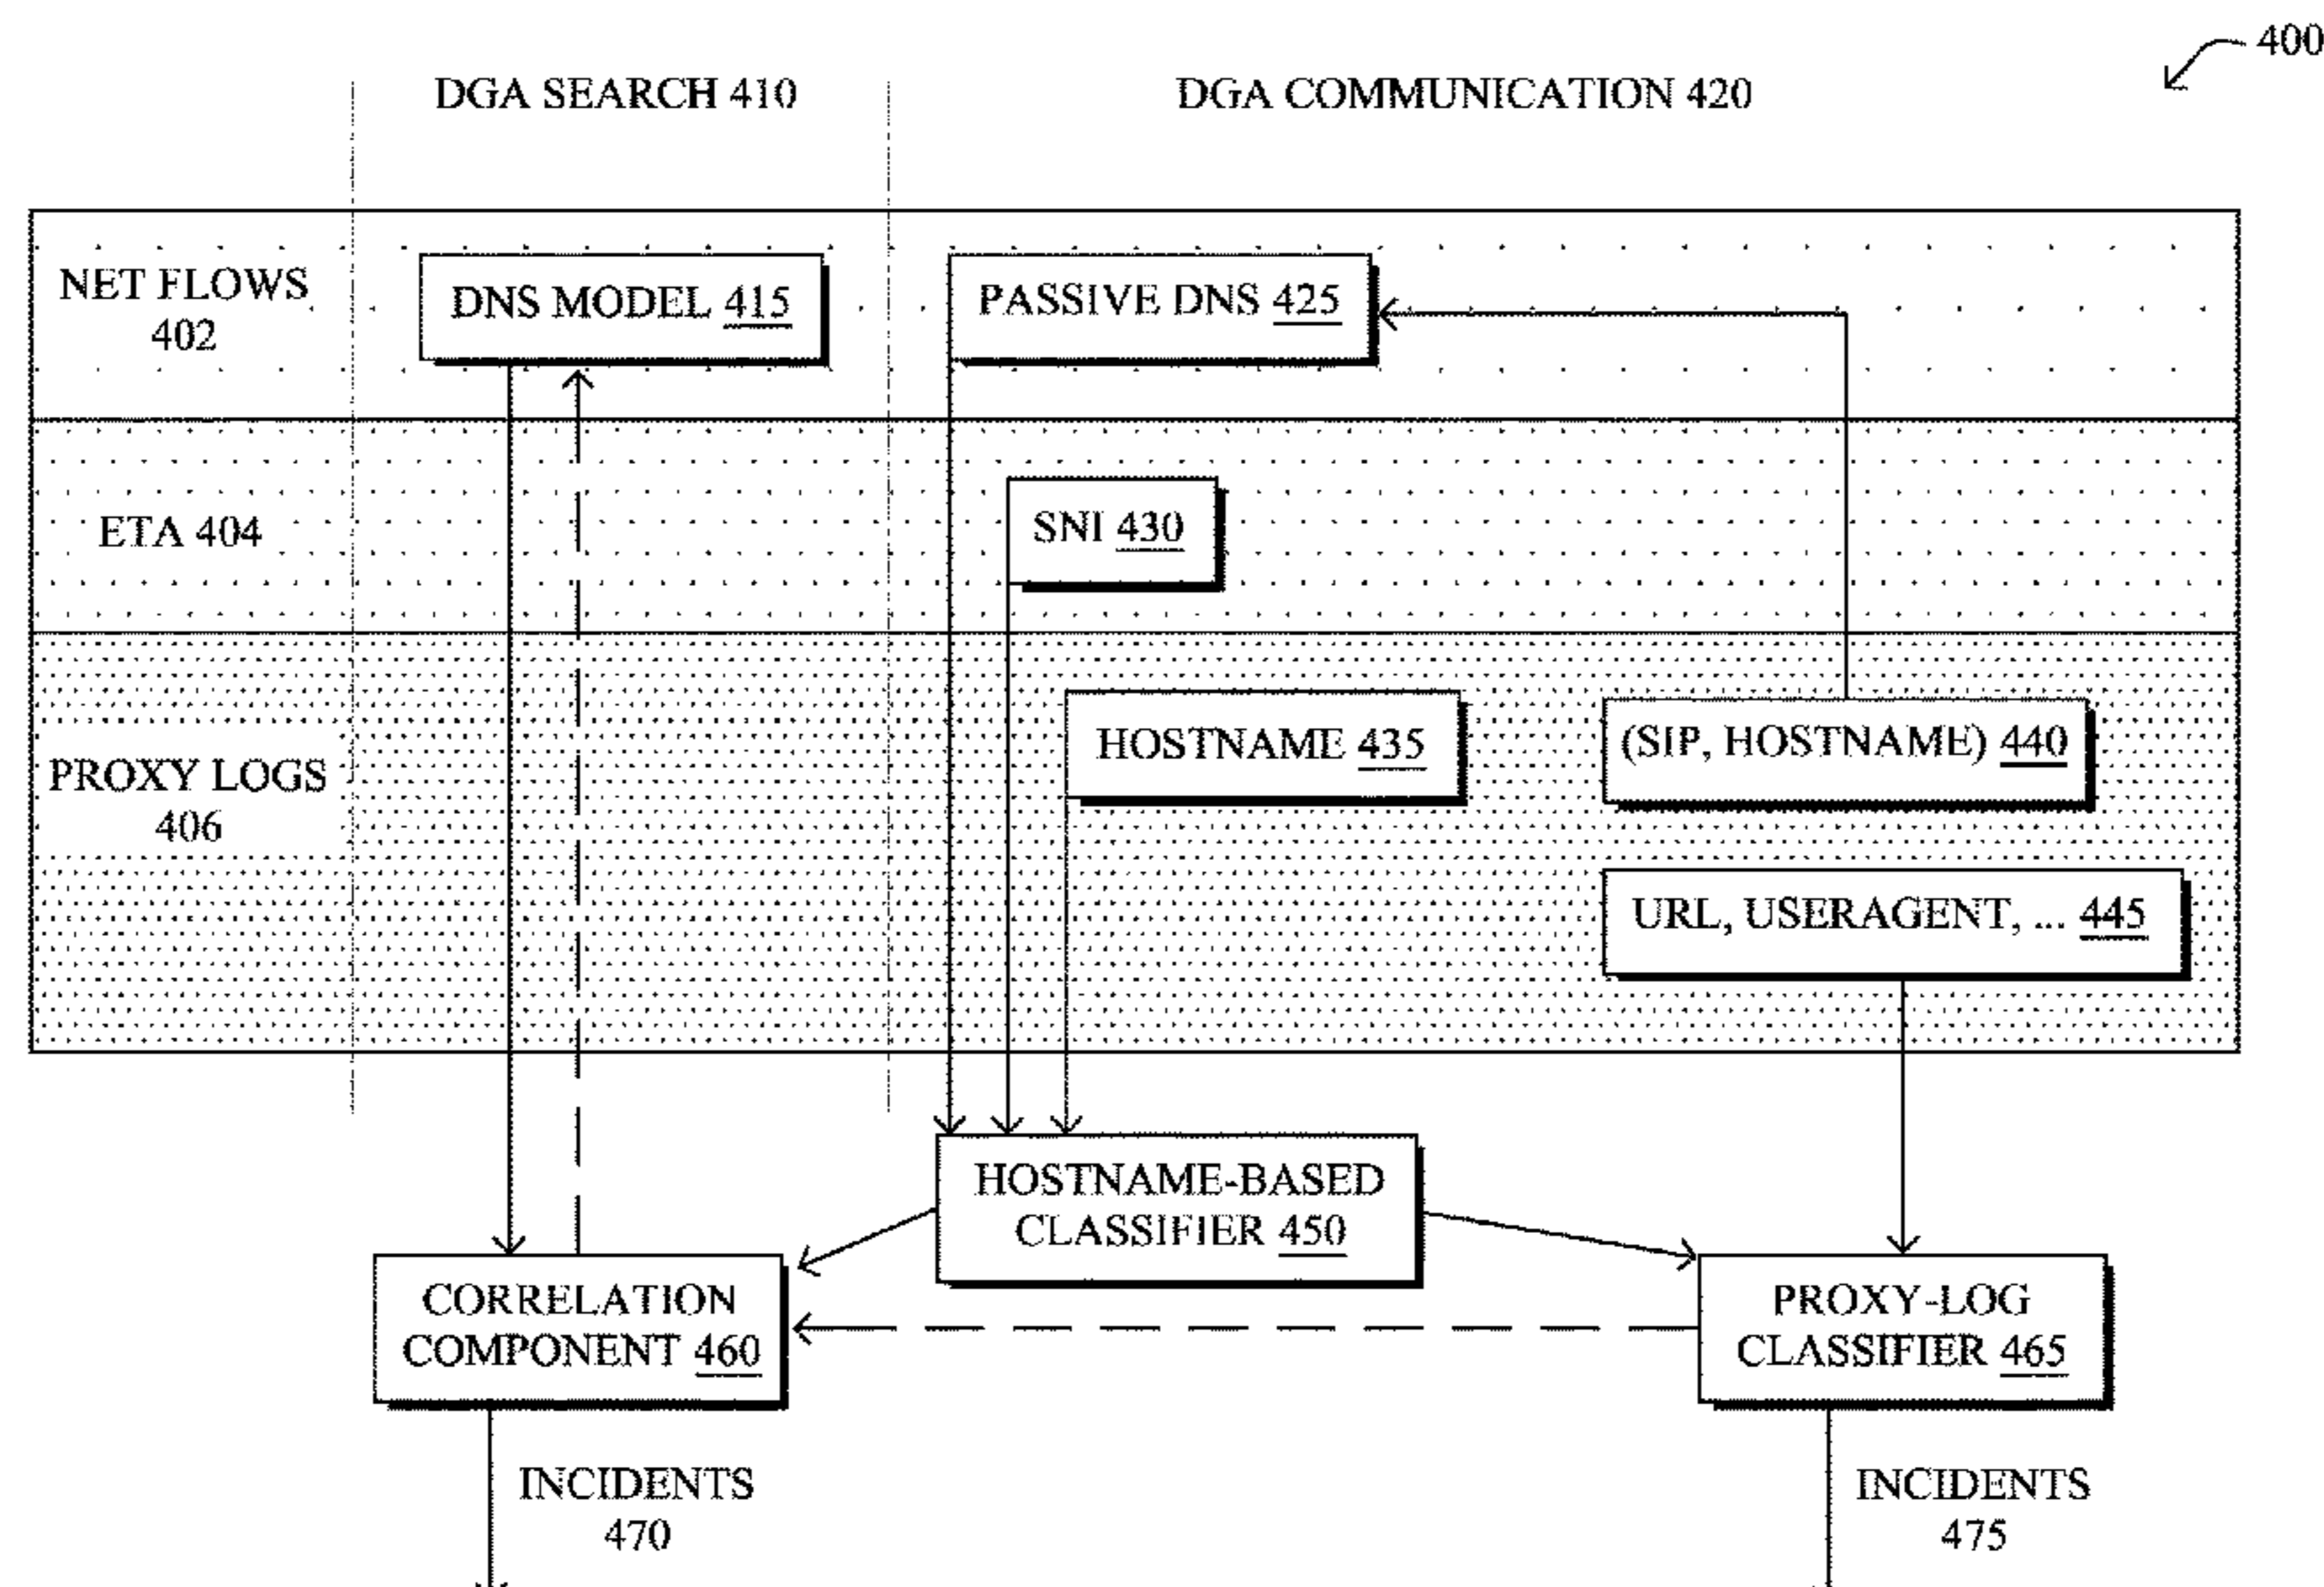 400
DGA SEARCH 410
DGA COMMUNICATION 420
NET FLOWS
402
DNS MODEL 415
PASSIVE DNS 425
ETA 404
SNI 430
PROXY LOGS
406
HOSTNAME 435
(SIP, HOSTNAME) 440
URL, USERAGENT, ... 445
HOSTNAME-BASED
CLASSIFIER 450
CORRELATION
COMPONENT 460
PROXY-LOG
CLASSIFIER 465
INCIDENTS
470
INCIDENTS
475